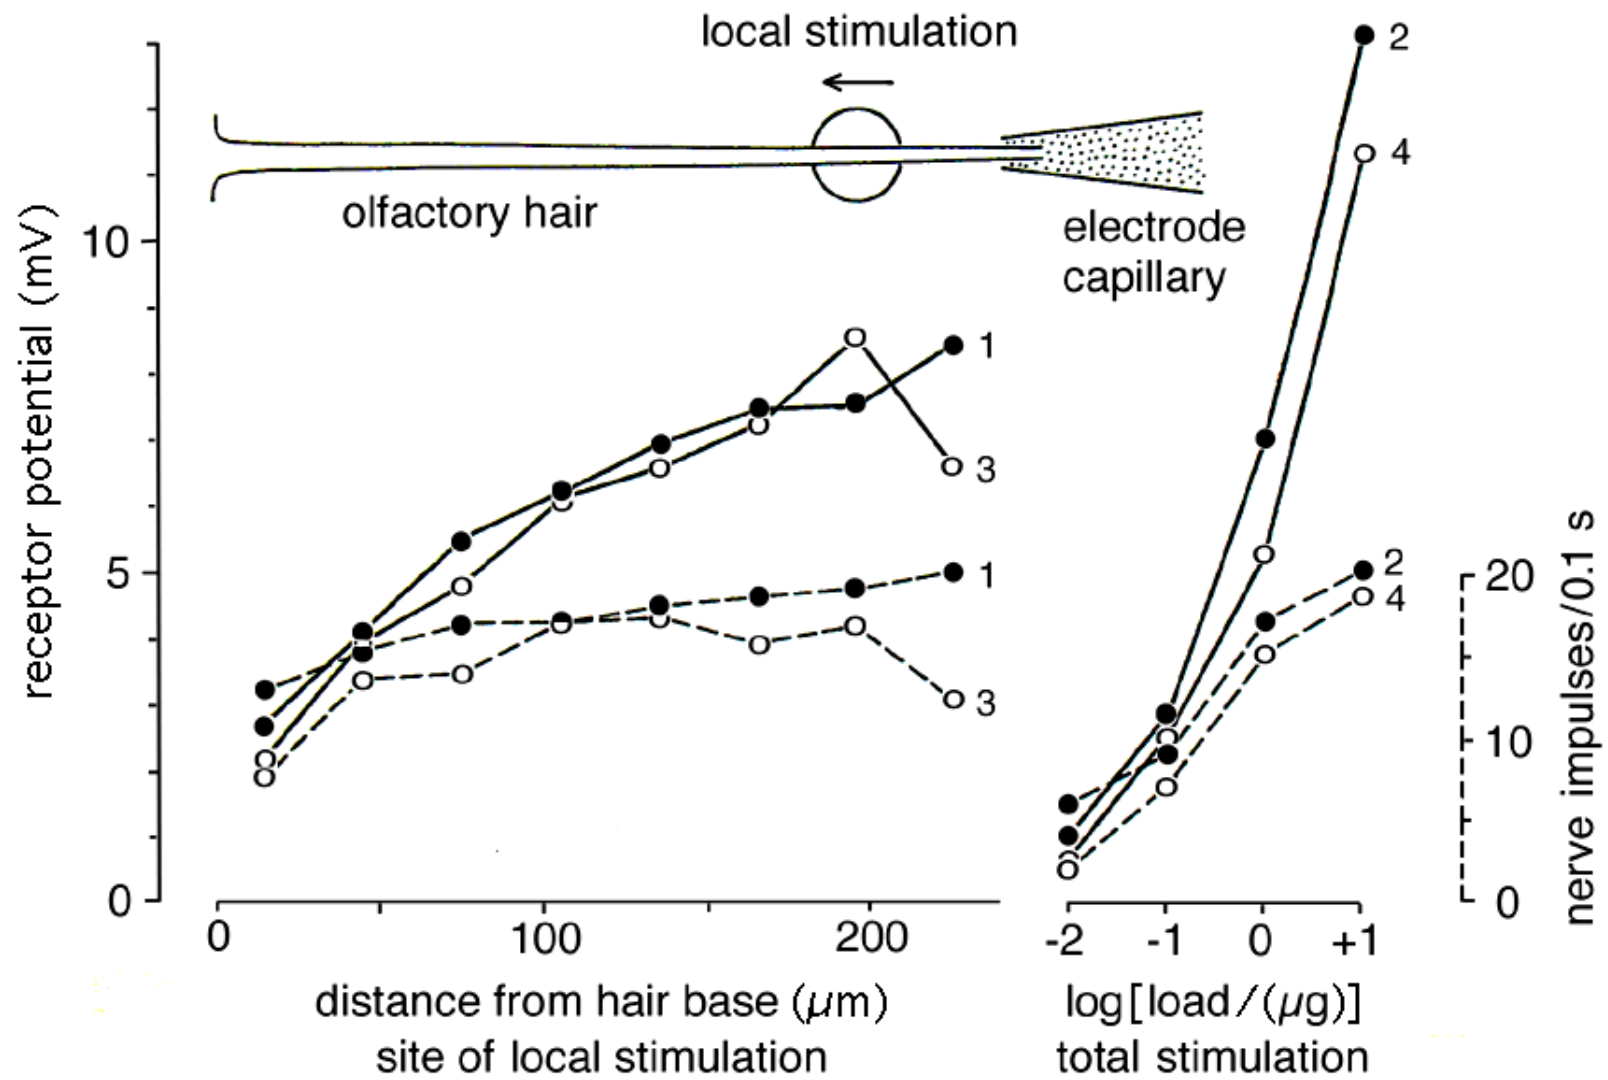 local stimulation
olfactory hair
electrode
capillary
receptor potential (mV)
10
5
0
1
3
1
3
2
4
2
4
20
10
0
nerve impulses/0.1 s
0
100
200
-2
-1
0
+1
distance from hair base (µm)
site of local stimulation
log[load/(µg)]
total stimulation